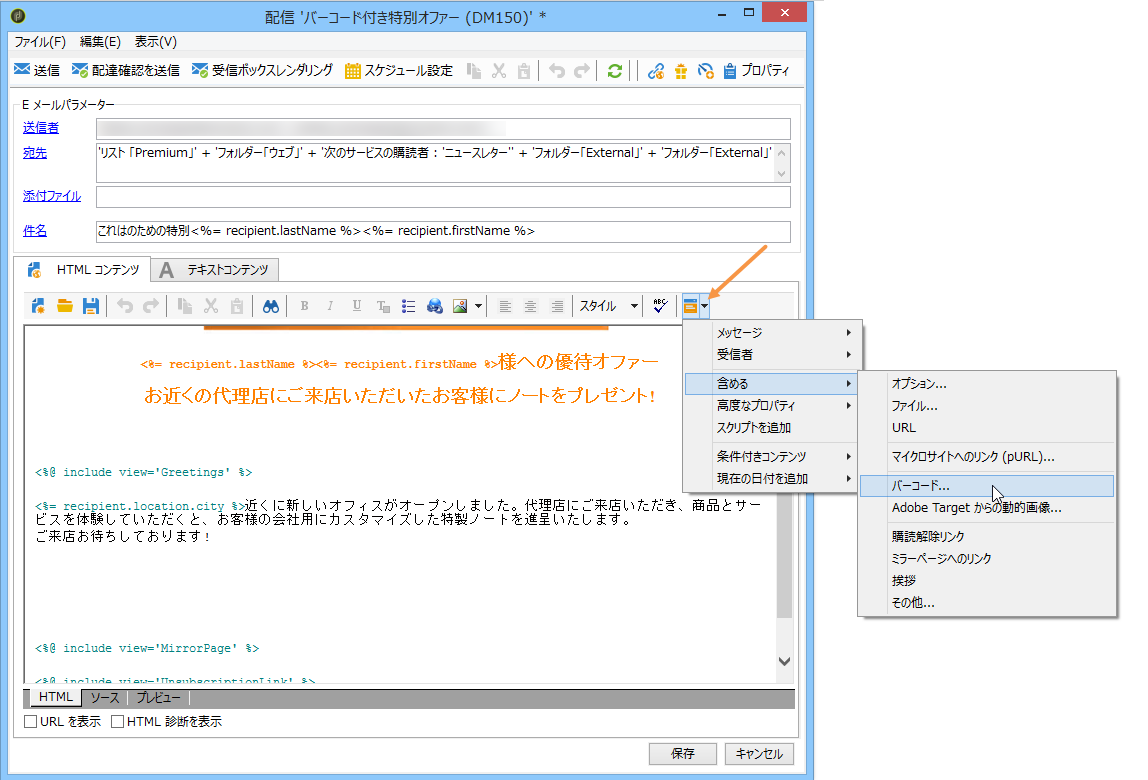 配信 'バーコード付き特別オファー (DM150)' *
ファイル(F) 編集(E) 表示(V)
送信 配達確認を送信 受信ボックスレンダリング スケジュール設定 プロパティ
E メールパラメーター
送信者
宛先 'リスト「Premium」' + 'フォルダー「ウェブ」' + '次のサービスの購読者 : 'ニュースレター'' + 'フォルダー「External」' + 'フォルダー「External」'
添付ファイル
件名 これはのための特別<%= recipient.lastName %><%= recipient.firstName %>
HTML コンテンツ A テキストコンテンツ
B I U T スタイル ABC
<%= recipient.lastName %><%= recipient.firstName %>様への優待オファー
お近くの代理店にご来店いただいたお客様にノートをプレゼント!
<%@ include view='Greetings' %>
<%= recipient.location.city %>近くに新しいオフィスがオープンしました。代理店にご来店いただき、商品とサー
ビスを体験していただくと、お客様の会社用にカスタマイズした特製ノートを進呈いたします。
ご来店お待ちしております!
<%@ include view='MirrorPage' %>
<%@ include view='UnsubscriptionLink' %>
メッセージ
受信者
含める
高度なプロパティ
スクリプトを追加
条件付きコンテンツ
現在の日付を追加
オプション...
ファイル...
URL
マイクロサイトへのリンク (pURL)...
バーコード...
Adobe Target からの動的画像...
購読解除リンク
ミラーページへのリンク
挨拶
その他...
HTML ソース プレビュー
URL を表示 HTML 診断を表示
保存 キャンセル